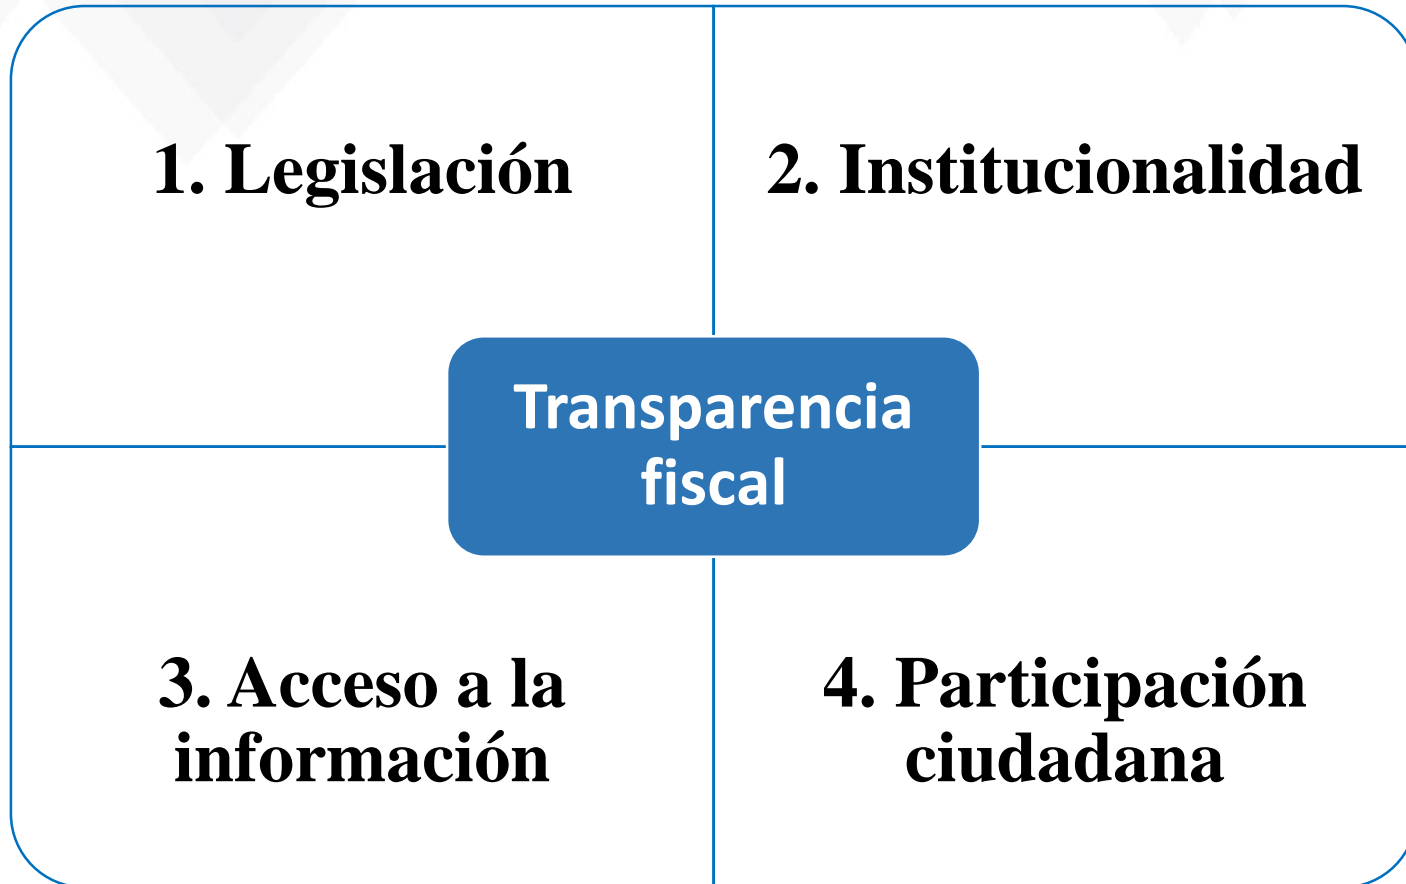 1. Legislación
2. Institucionalidad
Transparencia
fiscal
3. Acceso a la
información
4. Participación
ciudadana